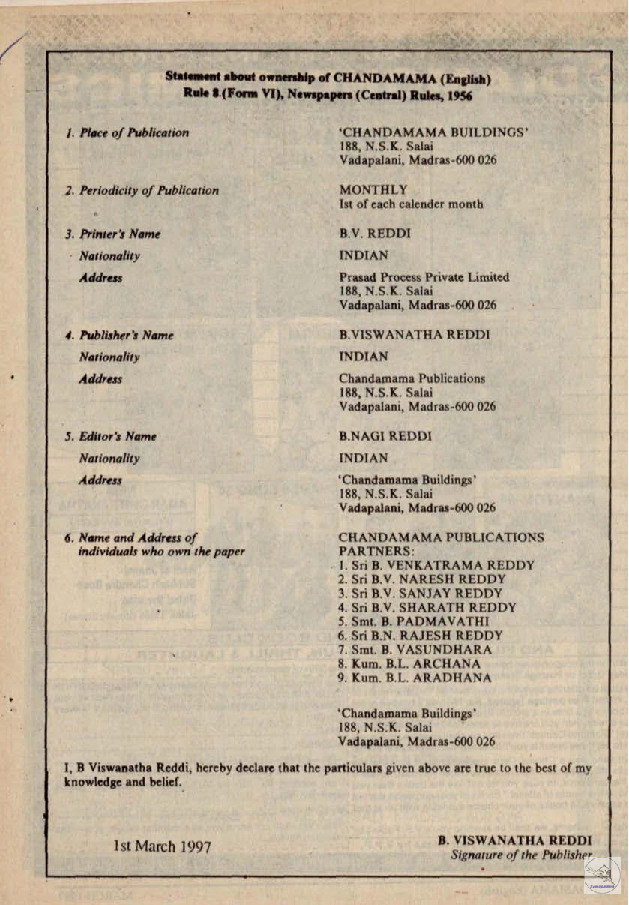 Statement about ownership of CHANDAMAMA (English)
Rule 8 (Form VI), Newspapers (Central) Rules, 1956
1. Place of Publication 'CHANDAMAMA BUILDINGS'
188, N.S.K. Salai
Vadapalani, Madras-600 026
2. Periodicity of Publication MONTHLY
1st of each calender month
3. Printer's Name B.V. REDDI
Nationality INDIAN
Address Prasad Process Private Limited
188, N.S.K. Salai
Vadapalani, Madras-600 026
4. Publisher's Name B.VISWANATHA REDDI
Nationality INDIAN
Address Chandamama Publications
188, N.S.K. Salai
Vadapalani, Madras-600 026
5. Editor's Name B.NAGI REDDI
Nationality INDIAN
Address 'Chandamama Buildings'
188, N.S.K. Salai
Vadapalani, Madras-600 026
6. Name and Address of CHANDAMAMA PUBLICATIONS
individuals who own the paper PARTNERS:
1. Sri B. VENKATRAMA REDDY
2. Sri B.V. NARESH REDDY
3. Sri B.V. SANJAY REDDY
4. Sri B.V. SHARATH REDDY
5. Smt. B. PADMAVATHI
6. Sri B.N. RAJESH REDDY
7. Smt. B. VASUNDHARA
8. Kum. B.L. ARCHANA
9. Kum. B.L. ARADHANA
'Chandamama Buildings'
188, N.S.K. Salai
Vadapalani, Madras-600 026
I, B Viswanatha Reddi, hereby declare that the particulars given above are true to the best of my
knowledge and belief.
1st March 1997 B. VISWANATHA REDDI
Signature of the Publisher